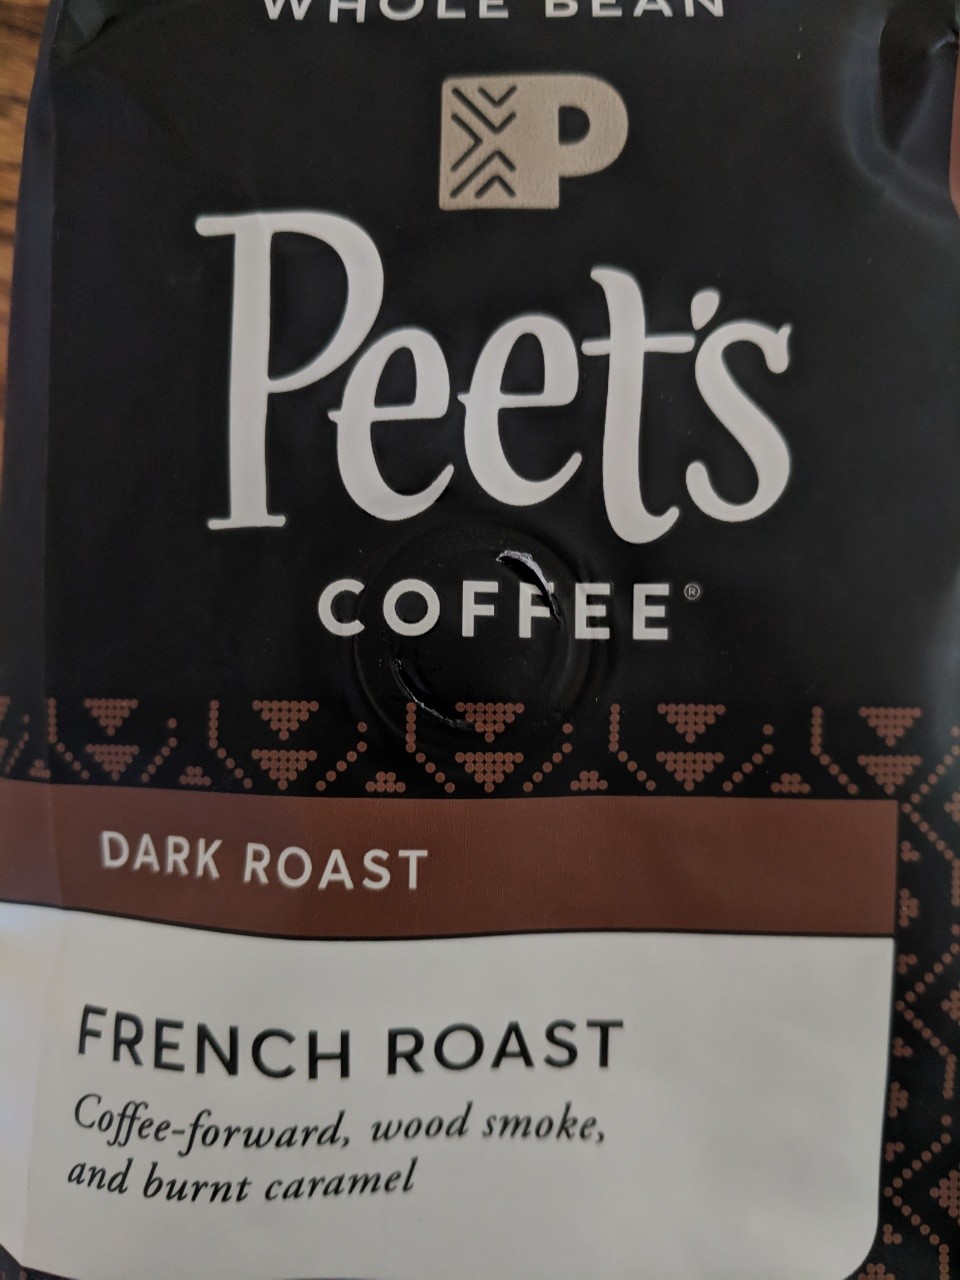 WHOLE BEAN
P
Peet's
COFFEE®
DARK ROAST
FRENCH ROAST
Coffee-forward, wood smoke,
and burnt caramel